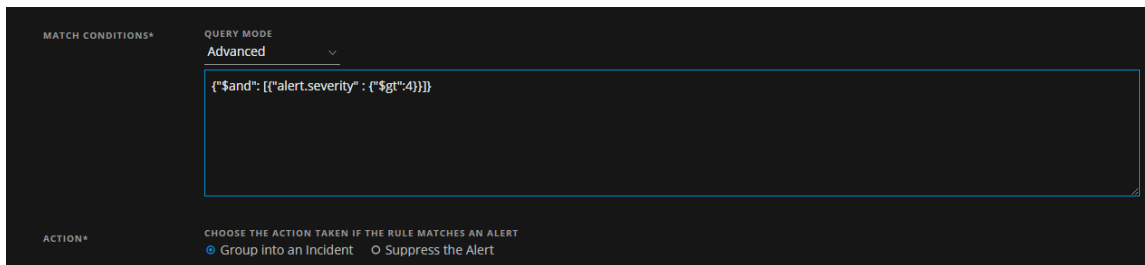 MATCH CONDITIONS*
QUERY MODE
Advanced
{"$and": [{"alert.severity" : {"$gt":4}}]}
ACTION*
CHOOSE THE ACTION TAKEN IF THE RULE MATCHES AN ALERT
Group into an Incident Suppress the Alert